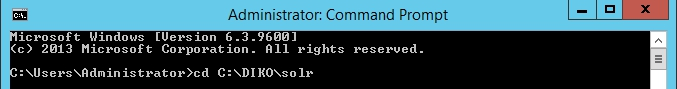 Administrator: Command Prompt
Microsoft Windows [Version 6.3.9600]
(c) 2013 Microsoft Corporation. All rights reserved.
C:\Users\Administrator>cd C:\DIKO\solr